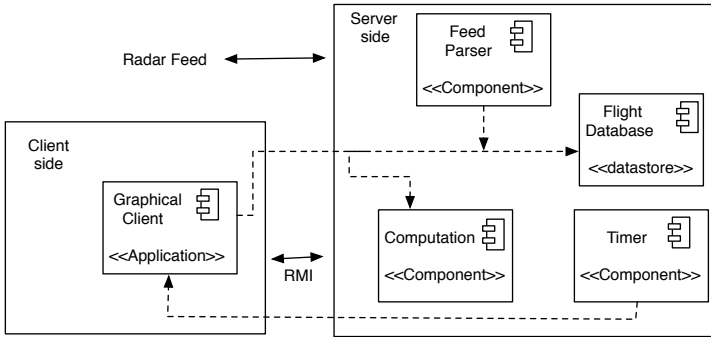 Server
side
Feed
Parser
<<Component>>
Radar Feed
Flight
Database
<<datastore>>
Client
side
Graphical
Client
<<Application>>
RMI
Computation
<<Component>>
Timer
<<Component>>